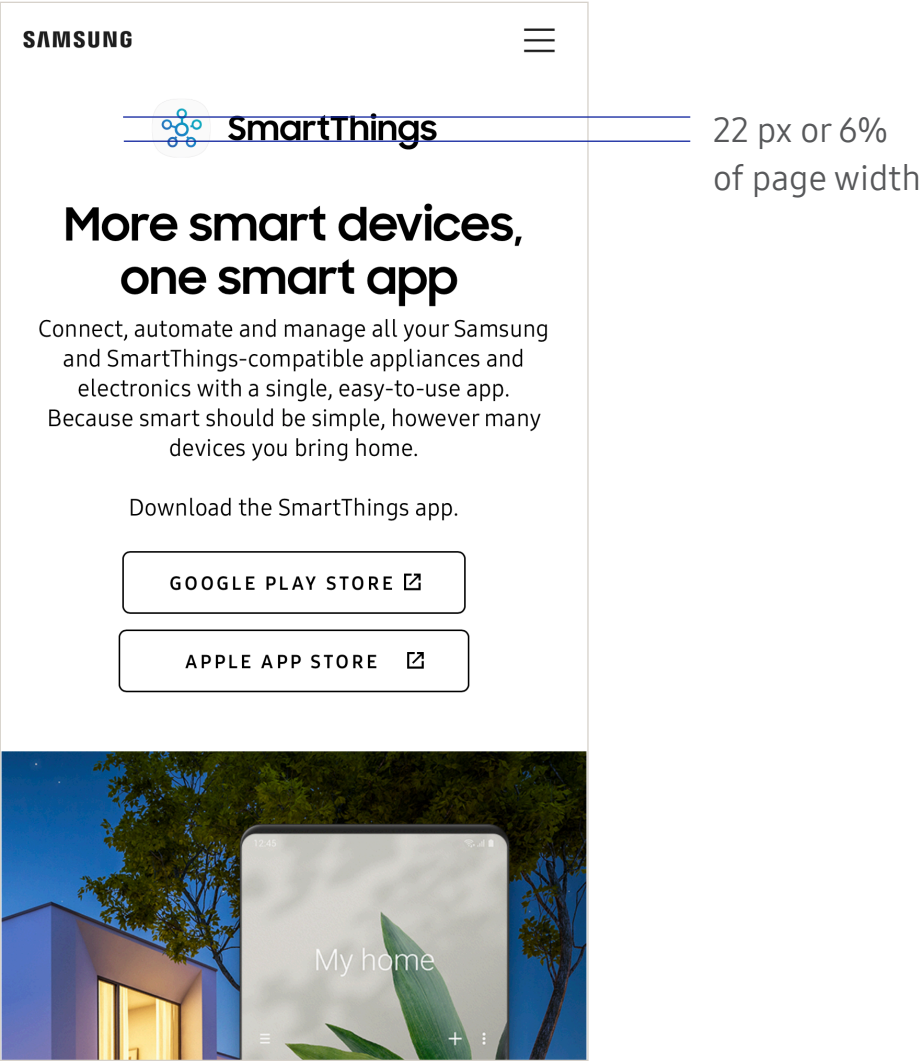 SAMSUNG
SmartThings
22 px or 6%
of page width
More smart devices,
one smart app
Connect, automate and manage all your Samsung
and SmartThings-compatible appliances and
electronics with a single, easy-to-use app.
Because smart should be simple, however many
devices you bring home.
Download the SmartThings app.
GOOGLE PLAY STORE
APPLE APP STORE
12:45
My home